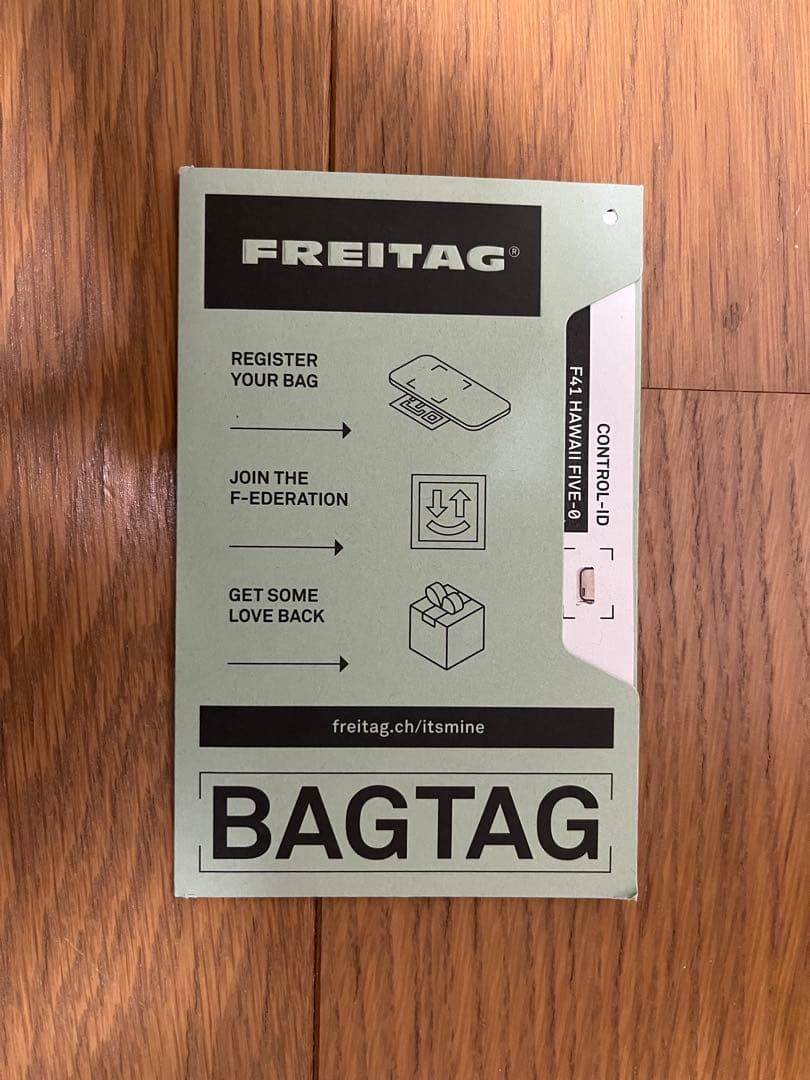 FREITAG®
REGISTER
YOUR BAG
JOIN THE
F-EDERATION
GET SOME
LOVE BACK
freitag.ch/itsmine
BAGTAG
CONTROL-ID
F41 HAWAII FIVE-0